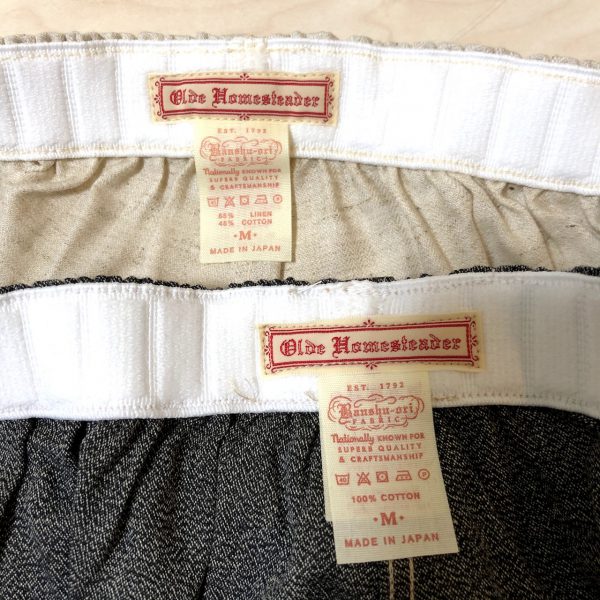 Olde Homesteader
EST. 1792
Banshu-ori
FABRIC
Nationally KNOWN FOR
SUPERB QUALITY
& CRAFTSMANSHIP
LINEN
45% COTTON
• M •
MADE IN JAPAN
Olde Homesteader
EST. 1792
Banshu-ori
FABRIC
Nationally KNOWN FOR
SUPERB QUALITY
& CRAFTSMANSHIP
40 P
100% COTTON
• M •
MADE IN JAPAN